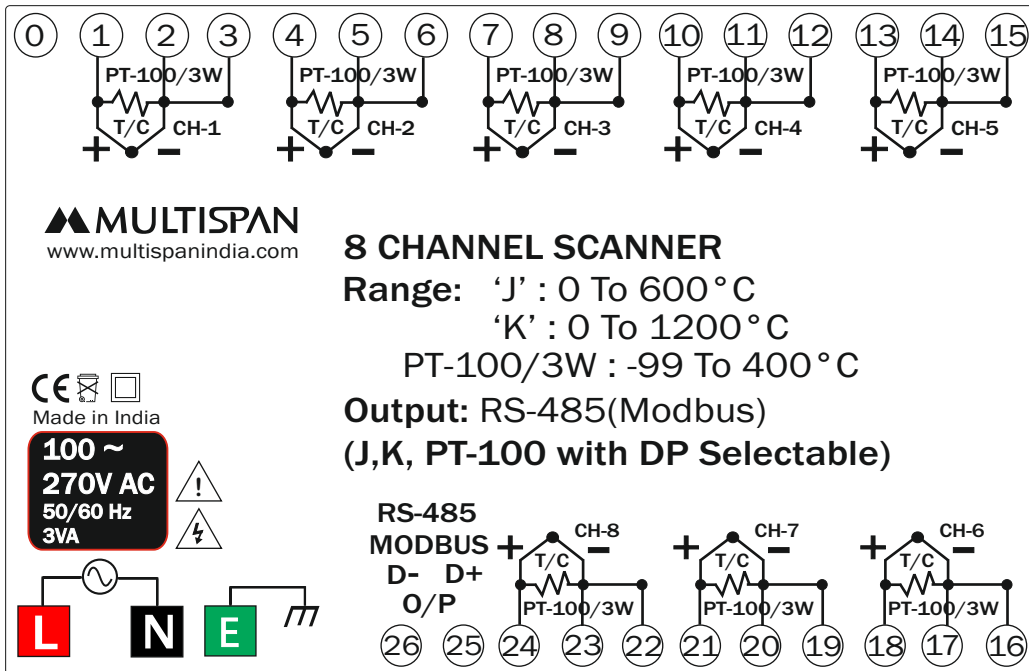 0 1 2 3 4 5 6 7 8 9 10 11 12 13 14 15
PT-100/3W PT-100/3W PT-100/3W PT-100/3W PT-100/3W
T/C CH-1 T/C CH-2 T/C CH-3 T/C CH-4 T/C CH-5
+ − + − + − + − + −
MULTISPAN
www.multispanindia.com
8 CHANNEL SCANNER
Range: ‘J’ : 0 To 600°C
‘K’ : 0 To 1200°C
PT-100/3W : -99 To 400°C
Output: RS-485(Modbus)
(J,K, PT-100 with DP Selectable)
CE
Made in India
100 ~
270V AC
50/60 Hz
3VA
!
L N E
RS-485
MODBUS
D- D+
O/P
+ CH-8 − + CH-7 − + CH-6 −
T/C T/C T/C
PT-100/3W PT-100/3W PT-100/3W
26 25 24 23 22 21 20 19 18 17 16